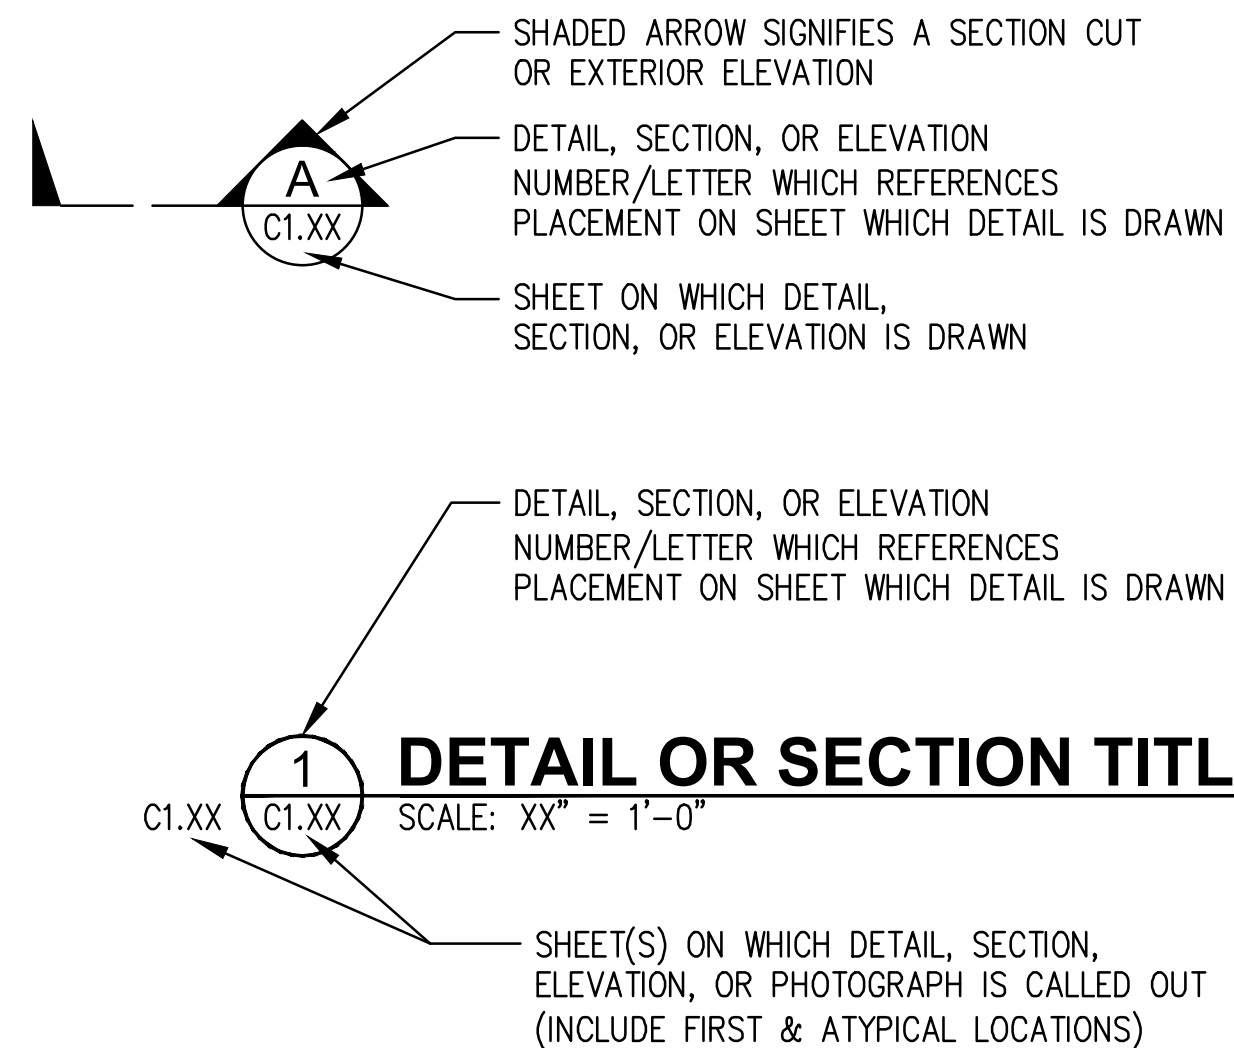 SHADED ARROW SIGNIFIES A SECTION CUT
OR EXTERIOR ELEVATION
DETAIL, SECTION, OR ELEVATION
NUMBER/LETTER WHICH REFERENCES
PLACEMENT ON SHEET WHICH DETAIL IS DRAWN
A
C1.XX
SHEET ON WHICH DETAIL,
SECTION, OR ELEVATION IS DRAWN
DETAIL, SECTION, OR ELEVATION
NUMBER/LETTER WHICH REFERENCES
PLACEMENT ON SHEET WHICH DETAIL IS DRAWN
1
DETAIL OR SECTION TITL
C1.XX
C1.XX
SCALE: XX" = 1'-0"
SHEET(S) ON WHICH DETAIL, SECTION,
ELEVATION, OR PHOTOGRAPH IS CALLED OUT
(INCLUDE FIRST & ATYPICAL LOCATIONS)